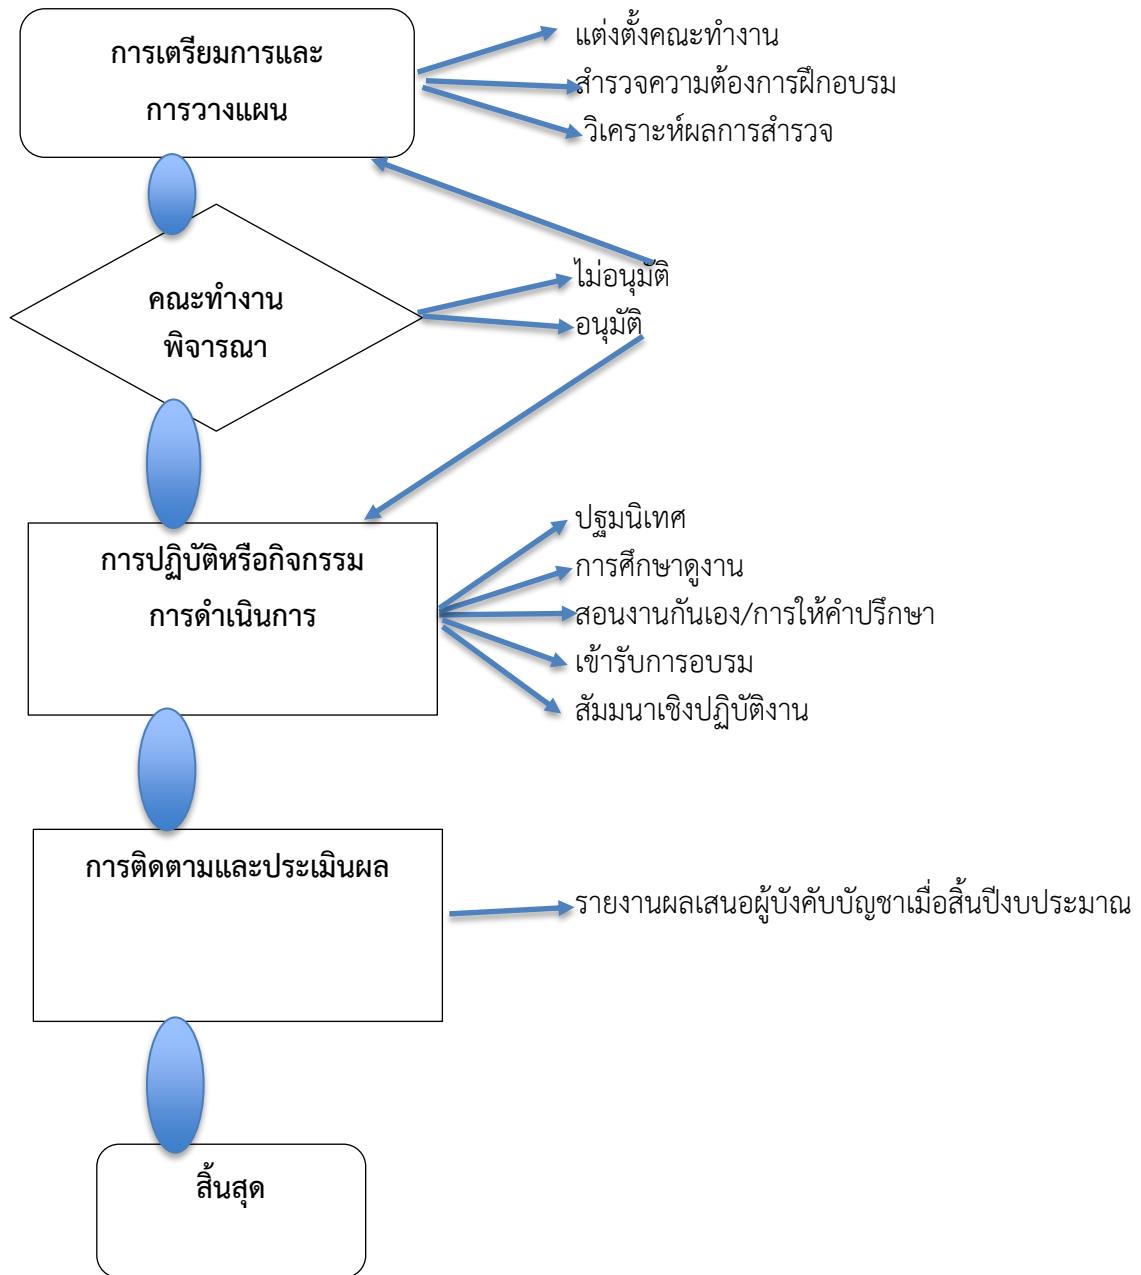 การเตรียมการและ
การวางแผน
แต่งตั้งคณะทำงาน
สำรวจความต้องการฝึกอบรม
วิเคราะห์ผลการสำรวจ
คณะทำงาน
พิจารณา
ไม่อนุมัติ
อนุมัติ
การปฏิบัติหรือกิจกรรม
การดำเนินการ
ปฐมนิเทศ
การศึกษาดูงาน
สอนงานกันเอง/การให้คำปรึกษา
เข้ารับการอบรม
สัมมนาเชิงปฏิบัติงาน
การติดตามและประเมินผล
รายงานผลเสนอผู้บังคับบัญชาเมื่อสิ้นปีงบประมาณ
สิ้นสุด